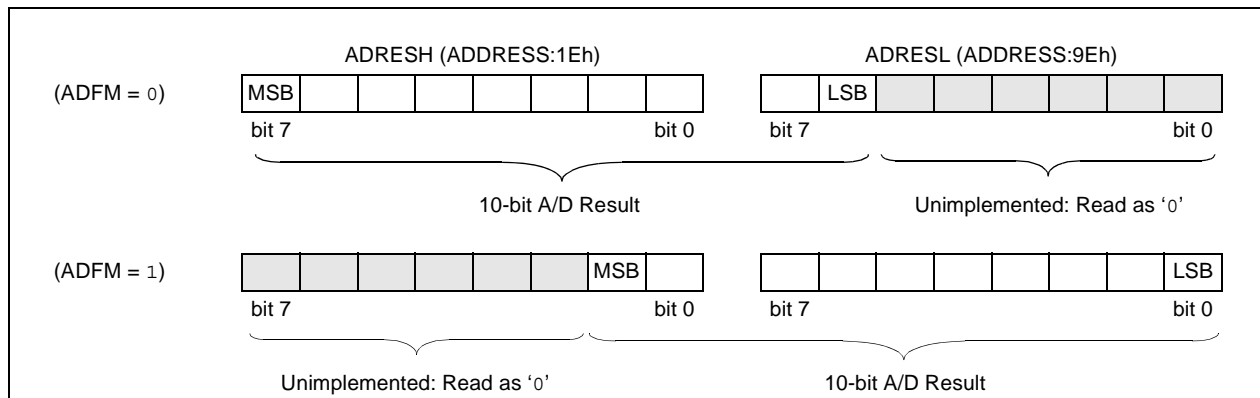 ADRESH (ADDRESS:1Eh) ADRESL (ADDRESS:9Eh)
(ADFM = 0) MSB LSB
bit 7 bit 0 bit 7 bit 0
10-bit A/D Result Unimplemented: Read as ‘0’
(ADFM = 1) MSB LSB
bit 7 bit 0 bit 7 bit 0
Unimplemented: Read as ‘0’ 10-bit A/D Result